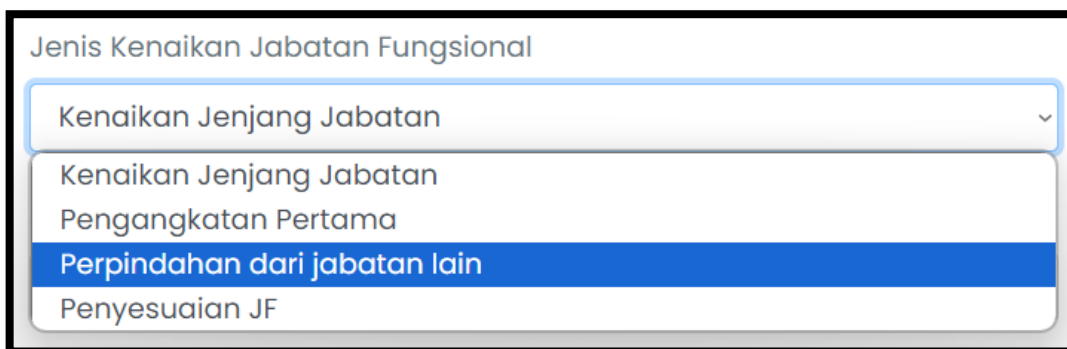 Jenis Kenaikan Jabatan Fungsional
Kenaikan Jenjang Jabatan
Kenaikan Jenjang Jabatan
Pengangkatan Pertama
Perpindahan dari jabatan lain
Penyesuaian JF